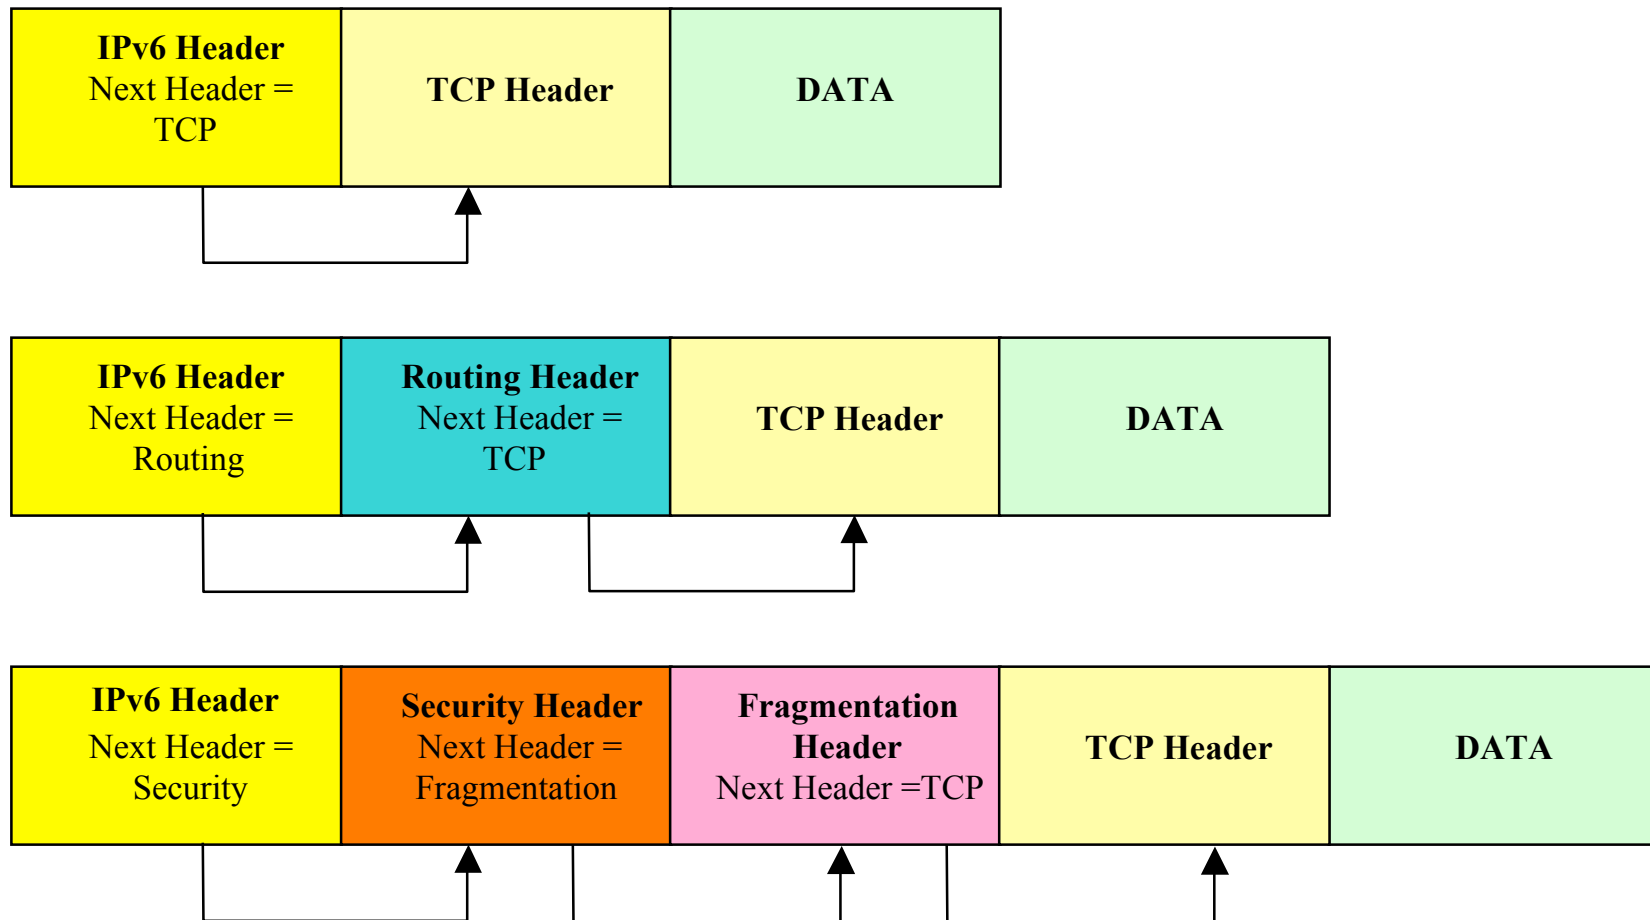 IPv6 Header
Next Header =
TCP
TCP Header
DATA
IPv6 Header
Next Header =
Routing
Routing Header
Next Header =
TCP
TCP Header
DATA
IPv6 Header
Next Header =
Security
Security Header
Next Header =
Fragmentation
Fragmentation
Header
Next Header =TCP
TCP Header
DATA